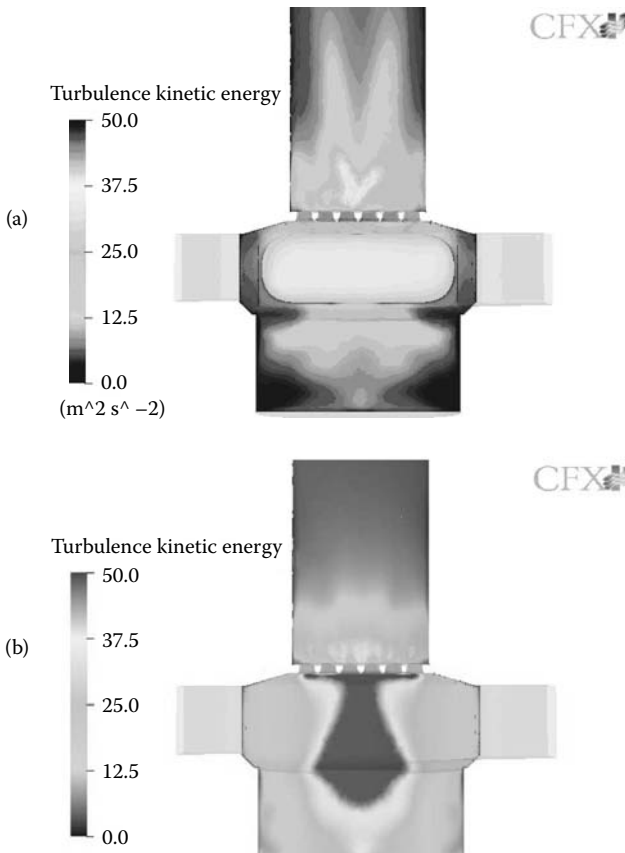 CFX
Turbulence kinetic energy
50.0
37.5
(a)
25.0
12.5
0.0
(m^2 s^ −2)
CFX
Turbulence kinetic energy
50.0
37.5
(b)
25.0
12.5
0.0